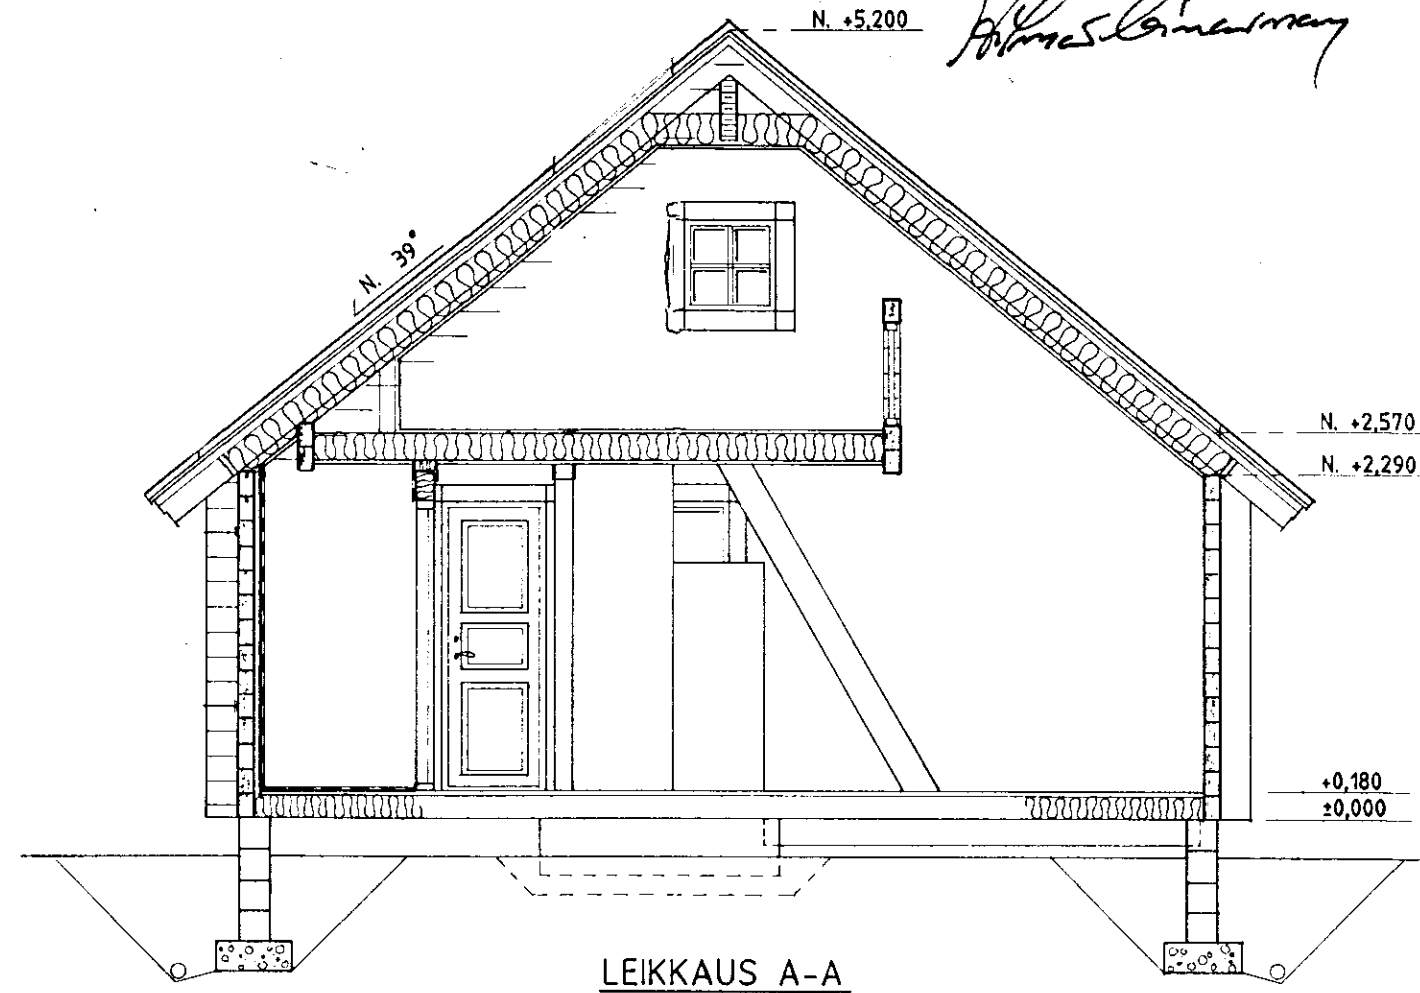 N. +5,200
N. 39°
N. +2,570
N. +2,290
+0,180
±0,000
LEIKKAUS A-A